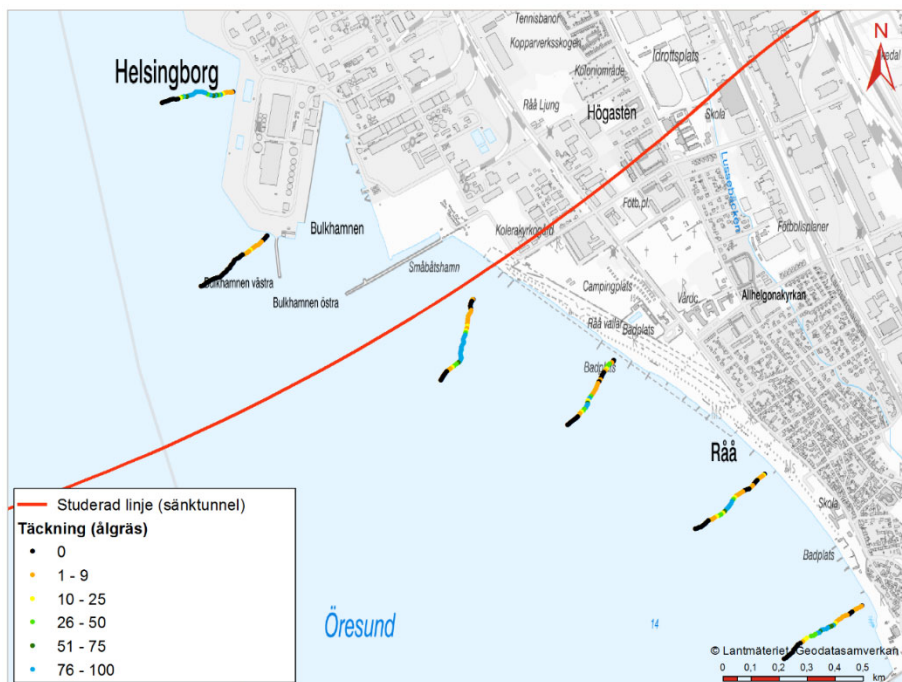 Tennisbanor
Kopparverksskogen
Idrottsplats
N
Helsingborg
Koloniområde
Råå Ljung
Högasten
Skola
Lussebäcken
Fotb.pl.
Fotbollsplaner
Bulkhamnen
Kolerakyrkogård
Småbåtshamn
Bulkhamnen västra
Bulkhamnen östra
Campingplats
Vårdc.
Allhelgonakyrkan
Råå vallar
Badplats
Badplats
Råå
Skola
Badplats
Studerad linje (sänktunnel)
Täckning (ålgräs)
0
1 - 9
10 - 25
26 - 50
51 - 75
76 - 100
Öresund
14
© Lantmäteriet, Geodatasamverkan
0 0,1 0,2 0,3 0,4 0,5
km